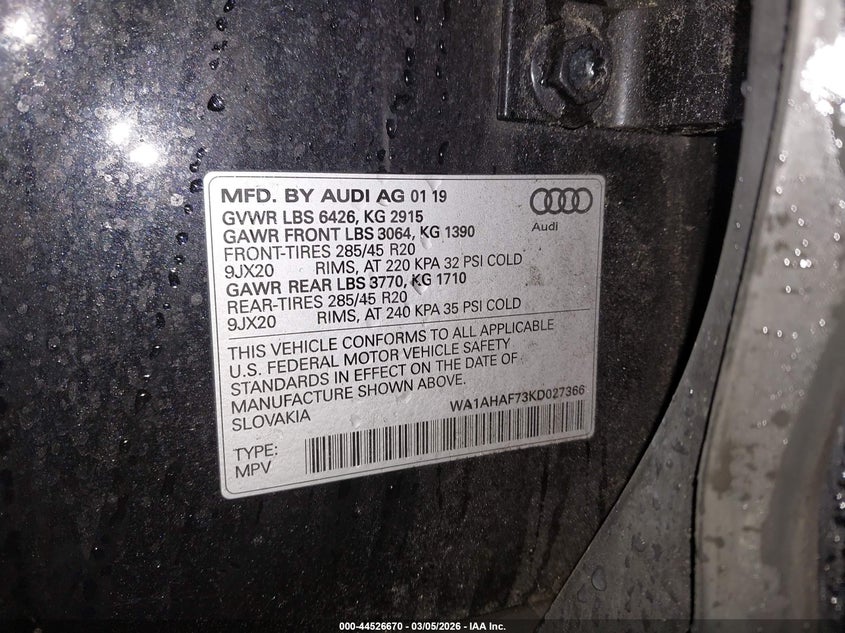 MFD. BY AUDI AG 01 19
GVWR LBS 6426, KG 2915
GAWR FRONT LBS 3064, KG 1390
FRONT-TIRES 285/45 R20
9JX20 RIMS, AT 220 KPA 32 PSI COLD
GAWR REAR LBS 3770, KG 1710
REAR-TIRES 285/45 R20
9JX20 RIMS, AT 240 KPA 35 PSI COLD
Audi
THIS VEHICLE CONFORMS TO ALL APPLICABLE
U.S. FEDERAL MOTOR VEHICLE SAFETY
STANDARDS IN EFFECT ON THE DATE OF
MANUFACTURE SHOWN ABOVE.
SLOVAKIA
WA1AHAF73KD027366
TYPE:
MPV
000-44526670 - 03/05/2026 - IAA Inc.